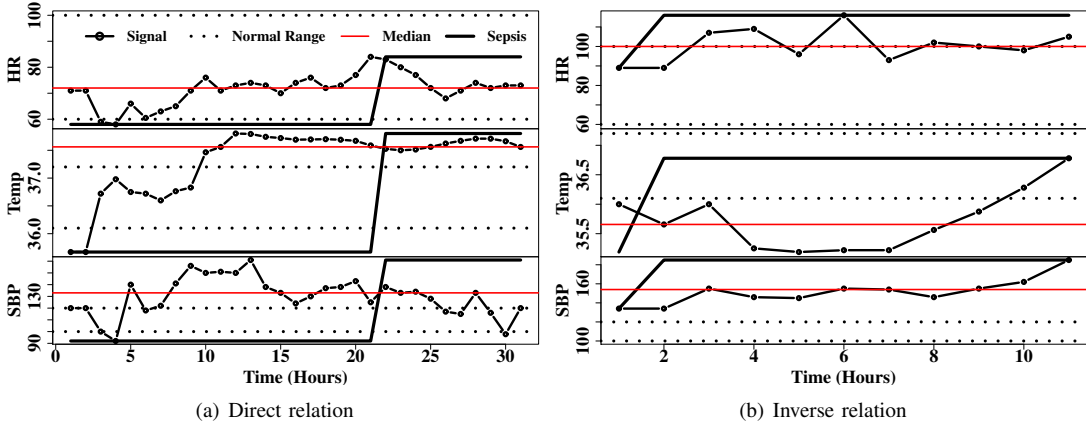 Signal Normal Range Median Sepsis
HR
60 80 100
Temp
36.0 37.0
SBP
90 130
0 5 10 15 20 25 30
Time (Hours)
(a) Direct relation
HR
60 80 100
Temp
35.5 36.5
SBP
100 160
2 4 6 8 10
Time (Hours)
(b) Inverse relation